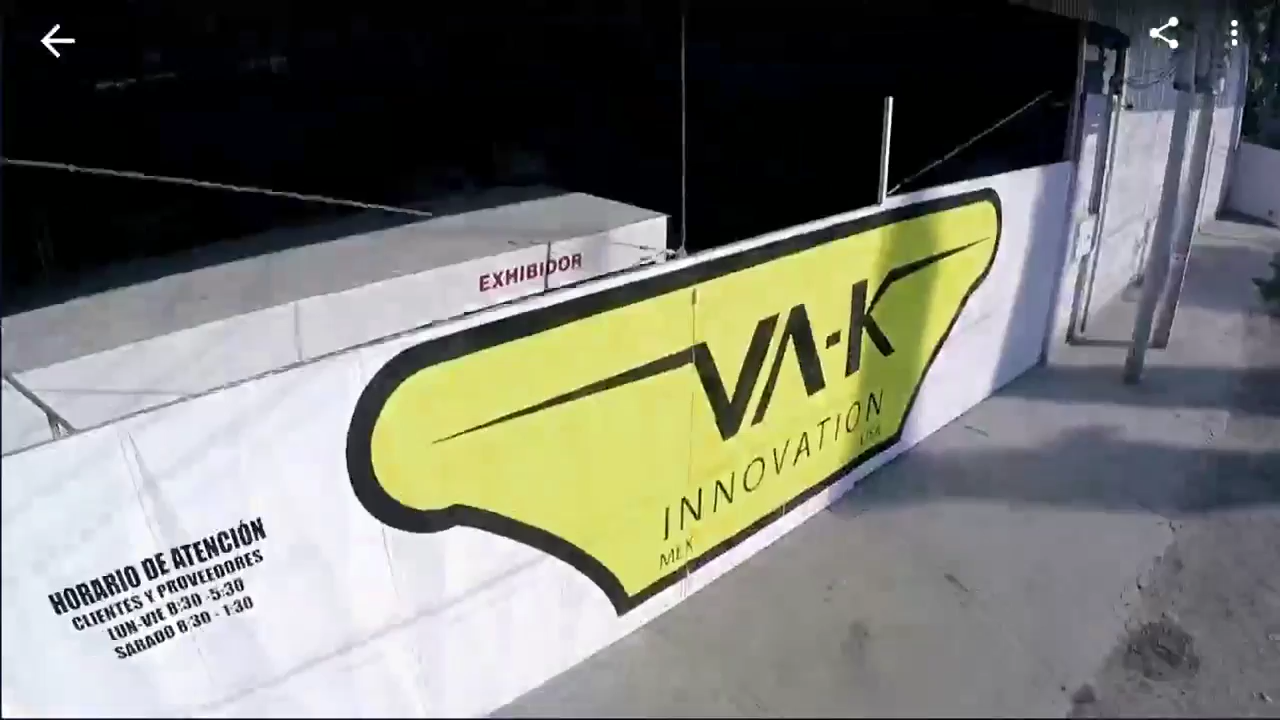 EXHIBIDOR
VA-K
INNOVATION
USA
MEX
HORARIO DE ATENCIÓN
CLIENTES Y PROVEEDORES
LUN-VIE 8:30 -5:30
SABADO 8:30 - 1:30